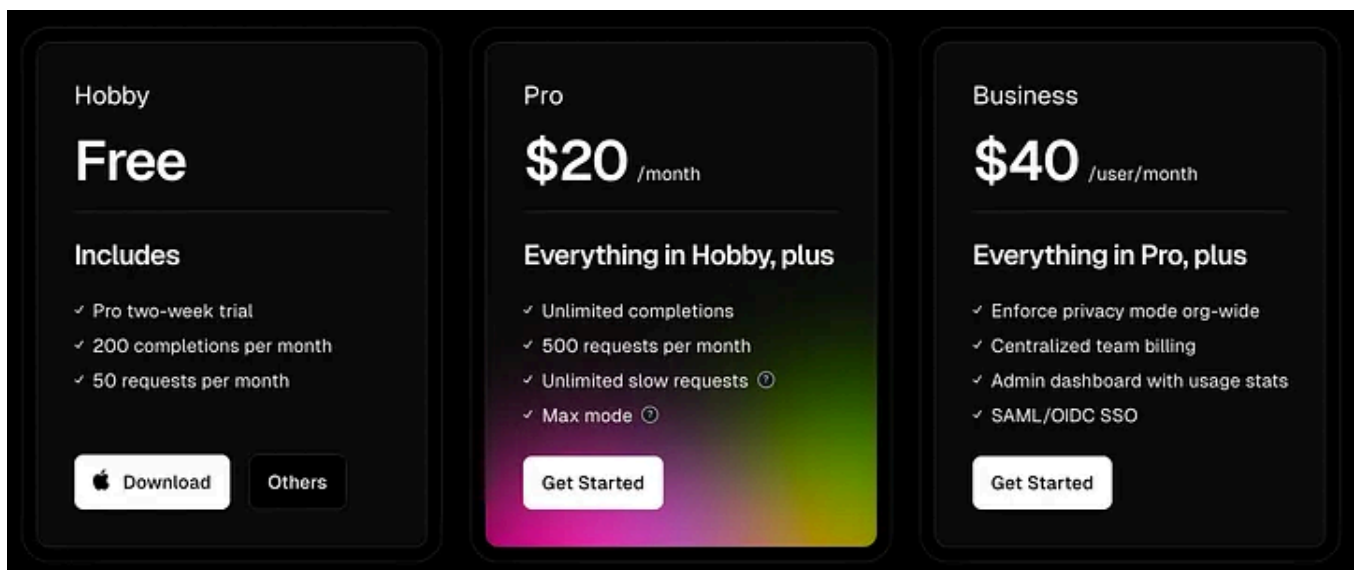 Hobby
Free
Includes
Pro two-week trial
200 completions per month
50 requests per month
Download
Others
Pro
$20 /month
Everything in Hobby, plus
Unlimited completions
500 requests per month
Unlimited slow requests ?
Max mode ?
Get Started
Business
$40 /user/month
Everything in Pro, plus
Enforce privacy mode org-wide
Centralized team billing
Admin dashboard with usage stats
SAML/OIDC SSO
Get Started